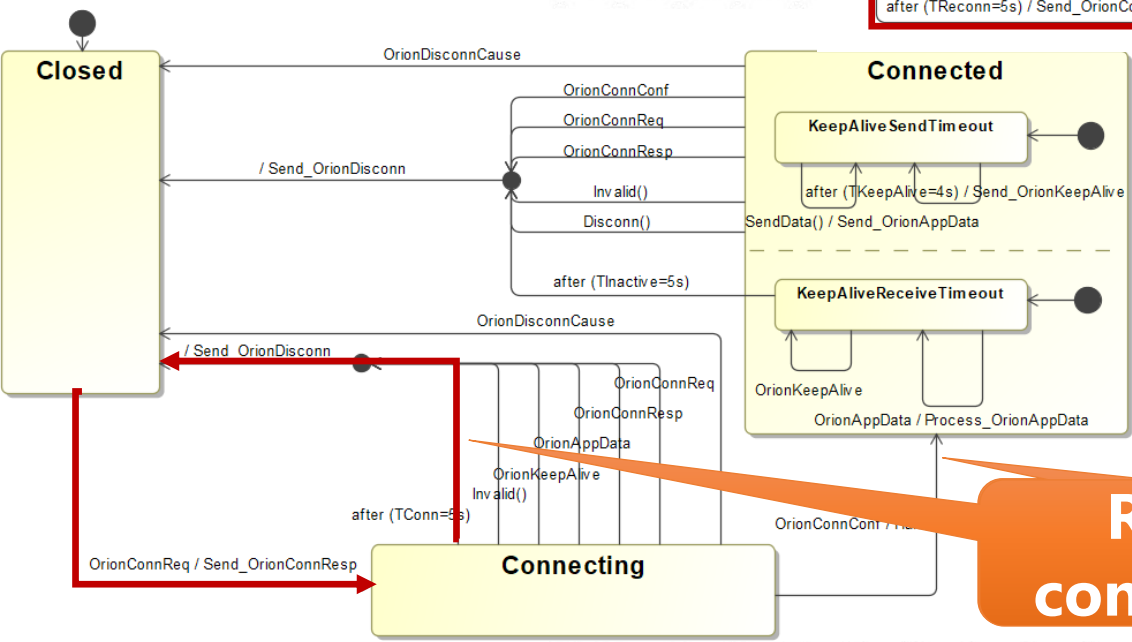 after (TReconn=5s) / Send_OrionCo
Closed
OrionDisconnCause
Connected
OrionConnConf
OrionConnReq
KeepAliveSendTimeout
OrionConnResp
/ Send_OrionDisconn
Invalid()
after (TKeepAlive=4s) / Send_OrionKeepAlive
Disconn()
SendData() / Send_OrionAppData
after (TInactive=5s)
KeepAliveReceiveTimeout
OrionDisconnCause
/ Send_OrionDisconn
OrionConnReq
OrionKeepAlive
OrionConnResp
OrionAppData / Process_OrionAppData
OrionAppData
OrionKeepAlive
Invalid()
after (TConn=5s)
OrionConnConf /
R
OrionConnReq / Send_OrionConnResp
Connecting
con